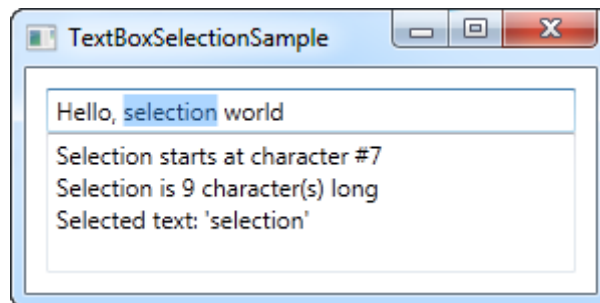 TextBoxSelectionSample
Hello, selection world
Selection starts at character #7
Selection is 9 character(s) long
Selected text: 'selection'